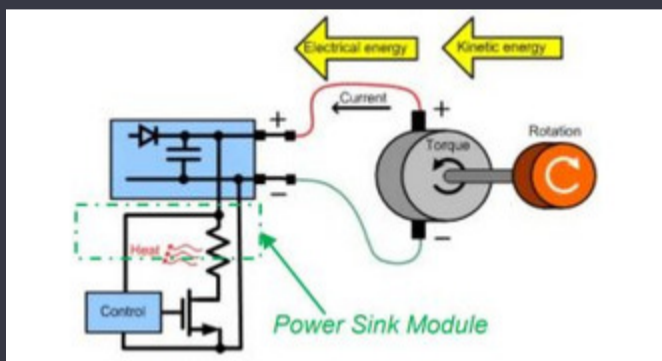 Electrical energy
Kinetic energy
Current
+
+
Torque
Rotation
−
−
Heat
Control
Power Sink Module